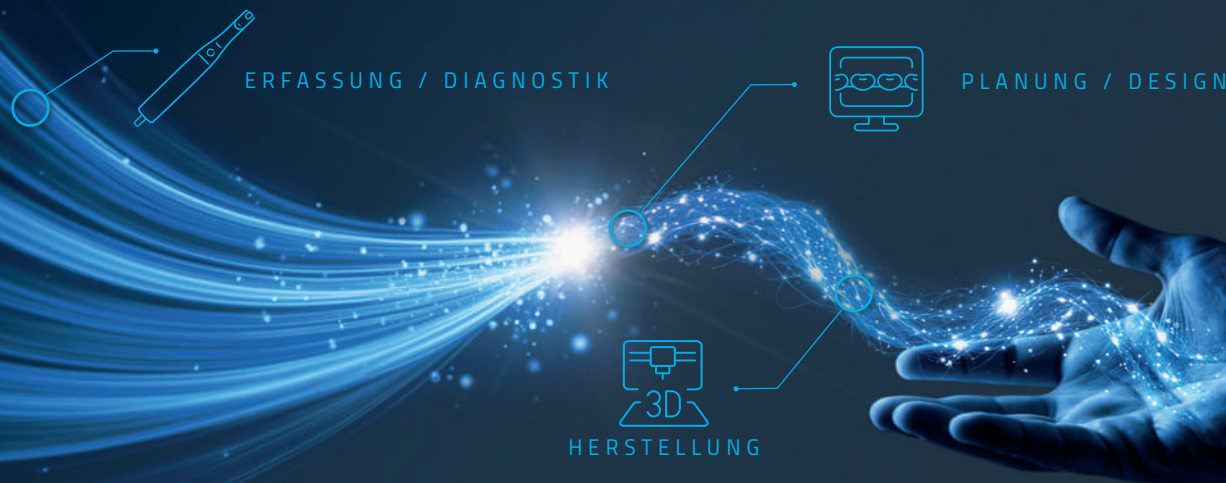 ERFASSUNG / DIAGNOSTIK
PLANUNG / DESIGN
3D
HERSTELLUNG